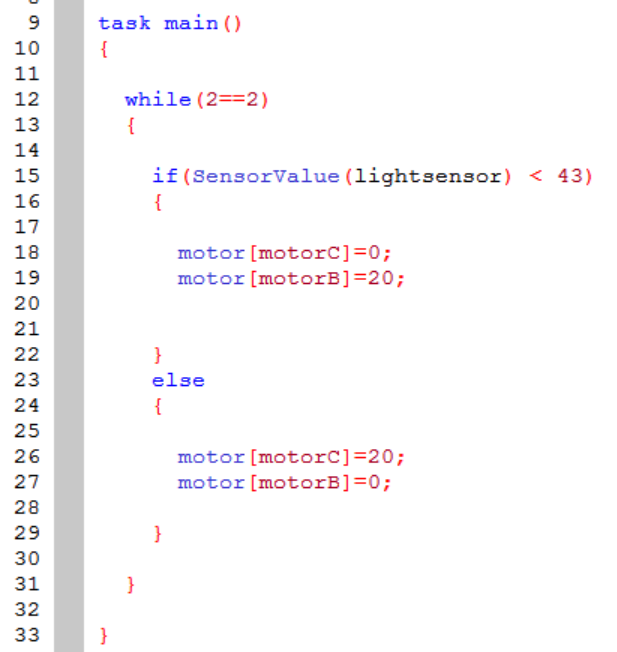 9 task main()
10 {
11
12 while(2==2)
13 {
14
15 if(SensorValue(lightsensor) < 43)
16 {
17
18 motor[motorC]=0;
19 motor[motorB]=20;
20
21
22 }
23 else
24 {
25
26 motor[motorC]=20;
27 motor[motorB]=0;
28
29 }
30
31 }
32
33 }